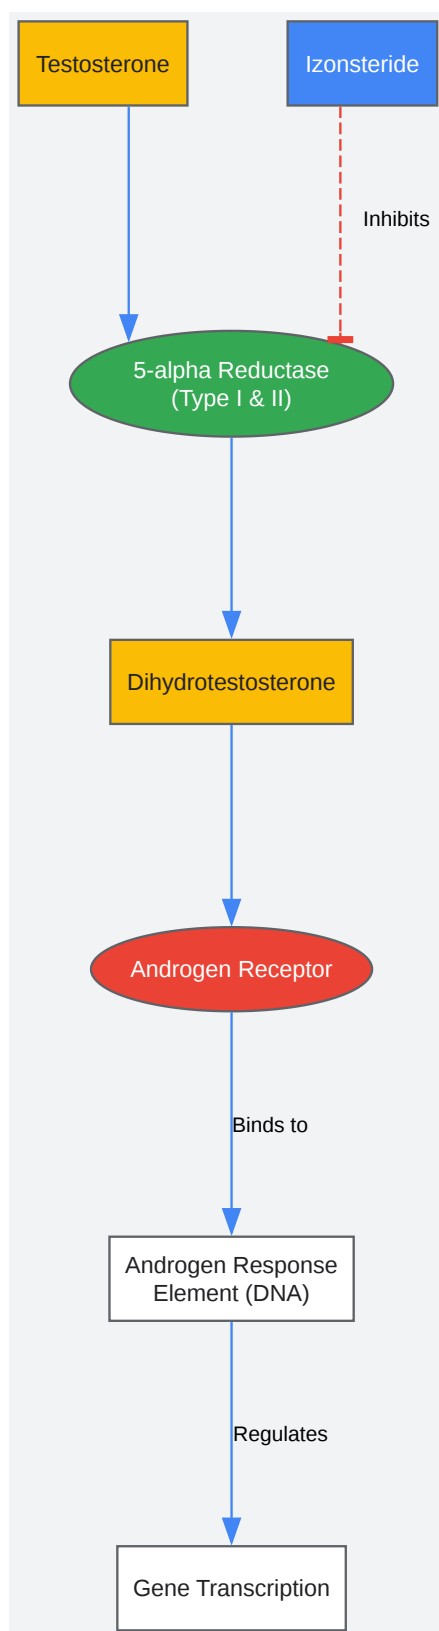 Testosterone
Izonsteride
Inhibits
5-alpha Reductase
(Type I & II)
Dihydrotestosterone
Androgen Receptor
Binds to
Androgen Response
Element (DNA)
Regulates
Gene Transcription